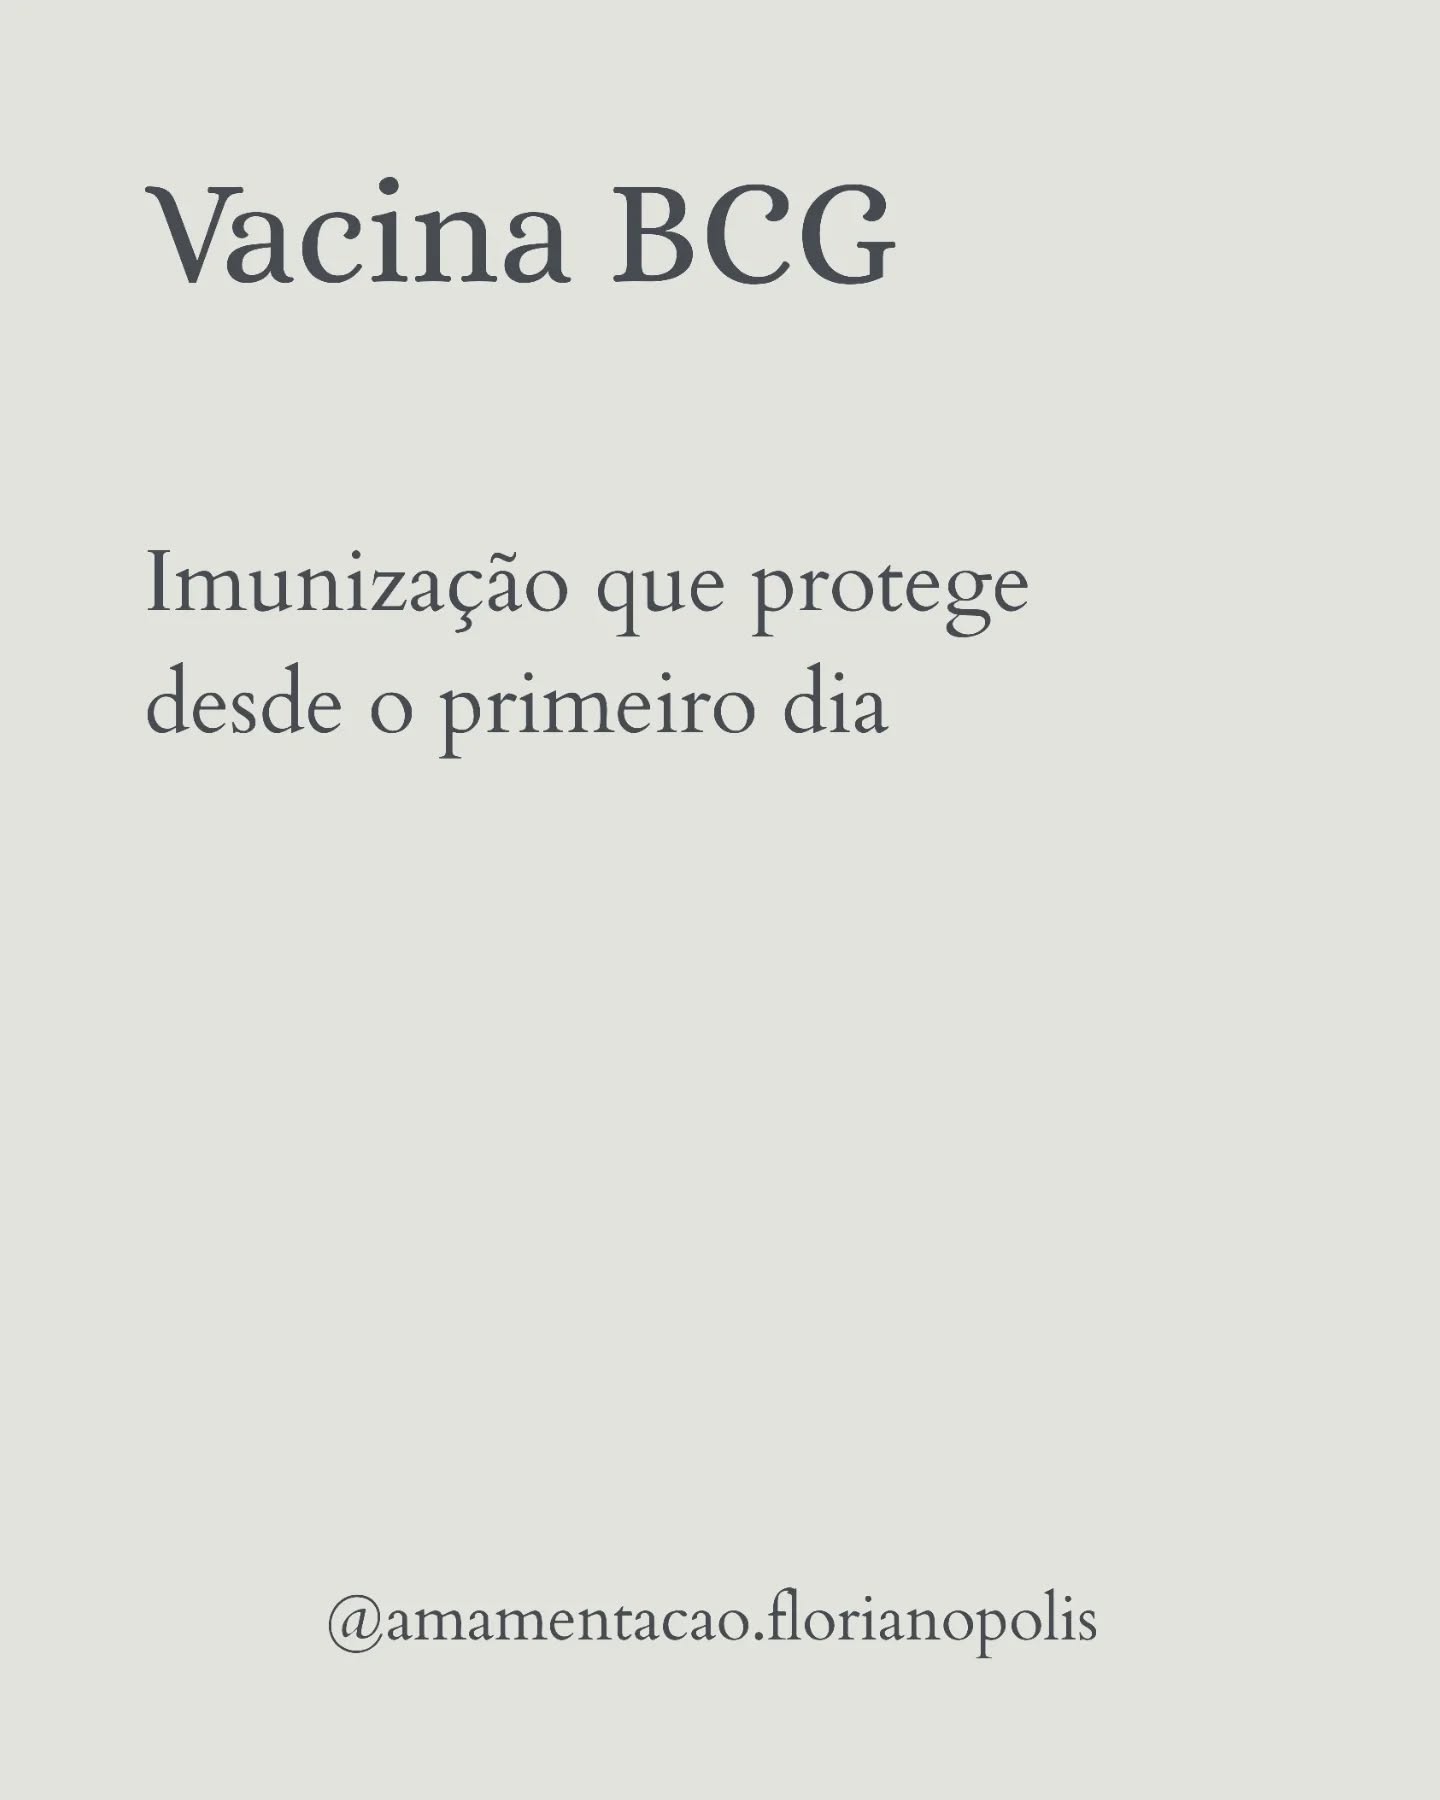 Vacina BCG
Imunização que protege
desde o primeiro dia
@amamentacao.florianopolis